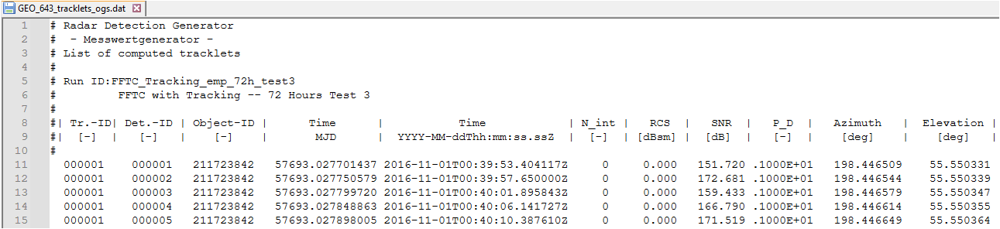 GEO_643_tracklets_ogs.dat
1 # Radar Detection Generator
2 #  - Messwertgenerator -
3 # List of computed tracklets
4 #
5 # Run ID:FFTC_Tracking_emp_72h_test3
6 #         FFTC with Tracking -- 72 Hours Test 3
7 #
8 #| Tr.-ID| Det.-ID | Object-ID |      Time      |            Time            | N_int |  RCS  |  SNR  |  P_D  |   Azimuth   |  Elevation |
9 #|  [-]  |   [-]   |    [-]    |       MJD      |  YYYY-MM-ddThh:mm:ss.ssZ  |  [-]  | [dBsm] |  [dB]  |  [-]  |    [deg]    |    [deg]   |
10 #
11 000001 000001 211723842 57693.027701437 2016-11-01T00:39:53.404117Z 0 0.000 151.720 .1000E+01 198.446509 55.550331
12 000001 000002 211723842 57693.027750579 2016-11-01T00:39:57.650000Z 0 0.000 172.681 .1000E+01 198.446544 55.550339
13 000001 000003 211723842 57693.027799720 2016-11-01T00:40:01.895843Z 0 0.000 159.433 .1000E+01 198.446579 55.550347
14 000001 000004 211723842 57693.027848863 2016-11-01T00:40:06.141727Z 0 0.000 166.790 .1000E+01 198.446614 55.550355
15 000001 000005 211723842 57693.027898005 2016-11-01T00:40:10.387610Z 0 0.000 171.519 .1000E+01 198.446649 55.550364